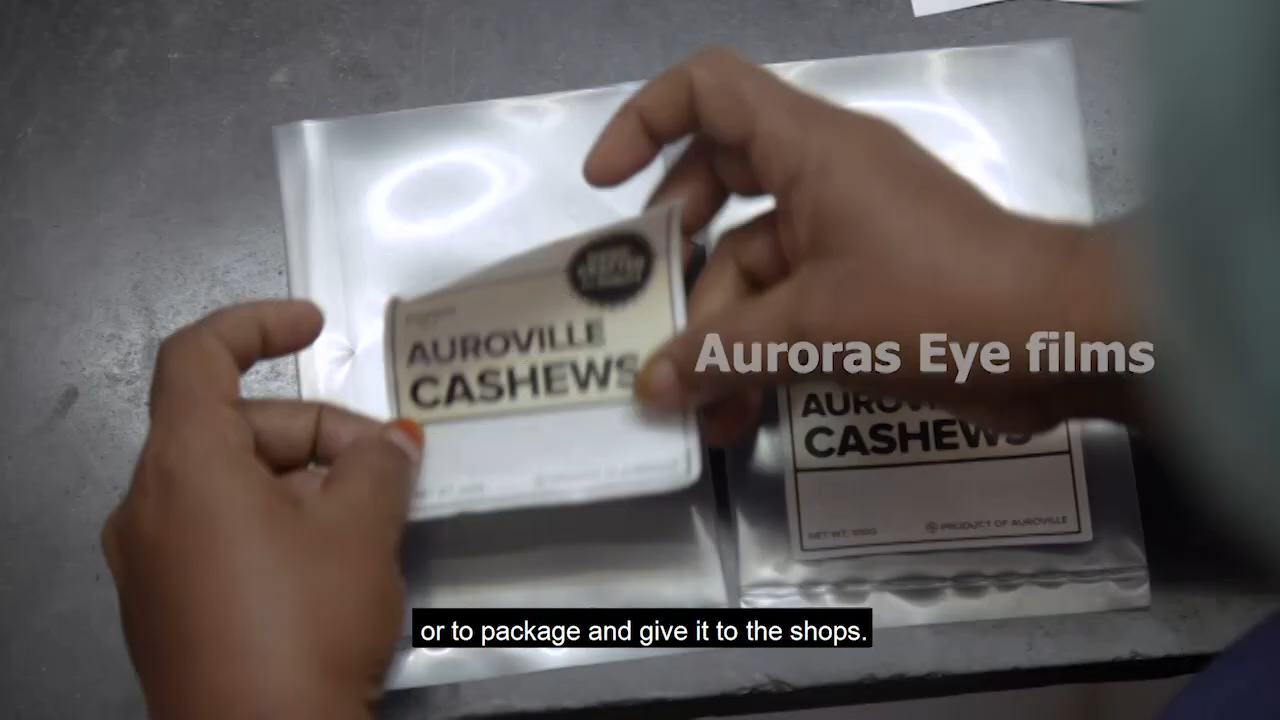 AUROVILLE
CASHEWS
Auroras Eye films
CASHEWS
NET WT. 100G
PRODUCT OF AUROVILLE
or to package and give it to the shops.